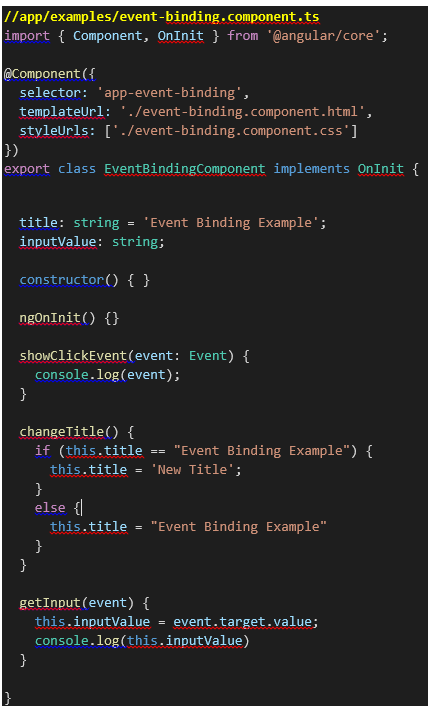 //app/examples/event-binding.component.ts
import { Component, OnInit } from '@angular/core';

@Component({
  selector: 'app-event-binding',
  templateUrl: './event-binding.component.html',
  styleUrls: ['./event-binding.component.css']
})
export class EventBindingComponent implements OnInit {

  title: string = 'Event Binding Example';
  inputValue: string;

  constructor() { }

  ngOnInit() {}

  showClickEvent(event: Event) {
    console.log(event);
  }

  changeTitle() {
    if (this.title == "Event Binding Example") {
      this.title = 'New Title';
    }
    else {
      this.title = "Event Binding Example"
    }
  }

  getInput(event) {
    this.inputValue = event.target.value;
    console.log(this.inputValue)
  }

}